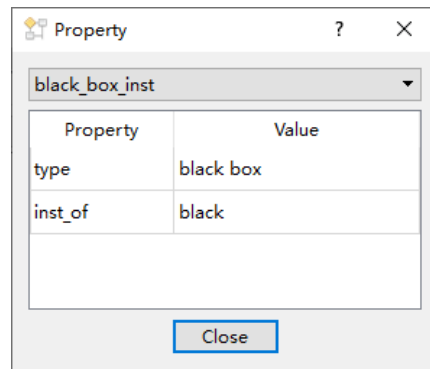 Property ?
black_box_inst
Property Value
type black box
inst_of black
Close